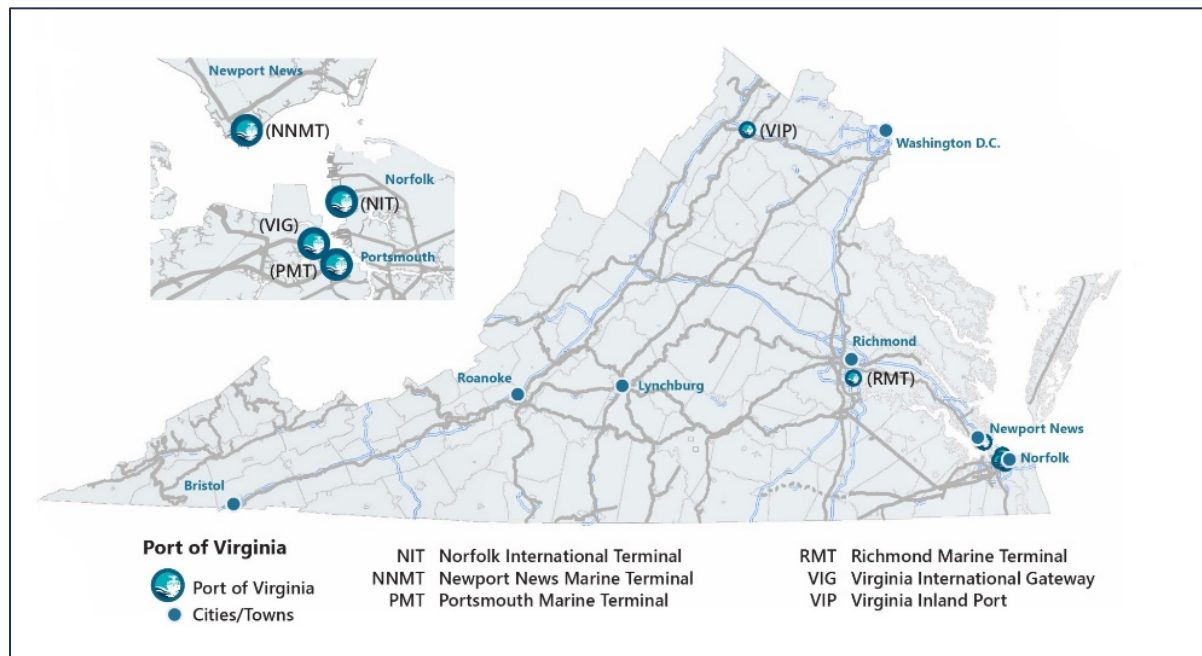 Newport News
(NNMT)
Norfolk
(NIT)
(VIG)
Portsmouth
(PMT)
(VIP)
Washington D.C.
Richmond
(RMT)
Roanoke
Lynchburg
Newport News
Norfolk
Bristol
Port of Virginia
Port of Virginia
Cities/Towns
NIT Norfolk International Terminal
NNMT Newport News Marine Terminal
PMT Portsmouth Marine Terminal
RMT Richmond Marine Terminal
VIG Virginia International Gateway
VIP Virginia Inland Port